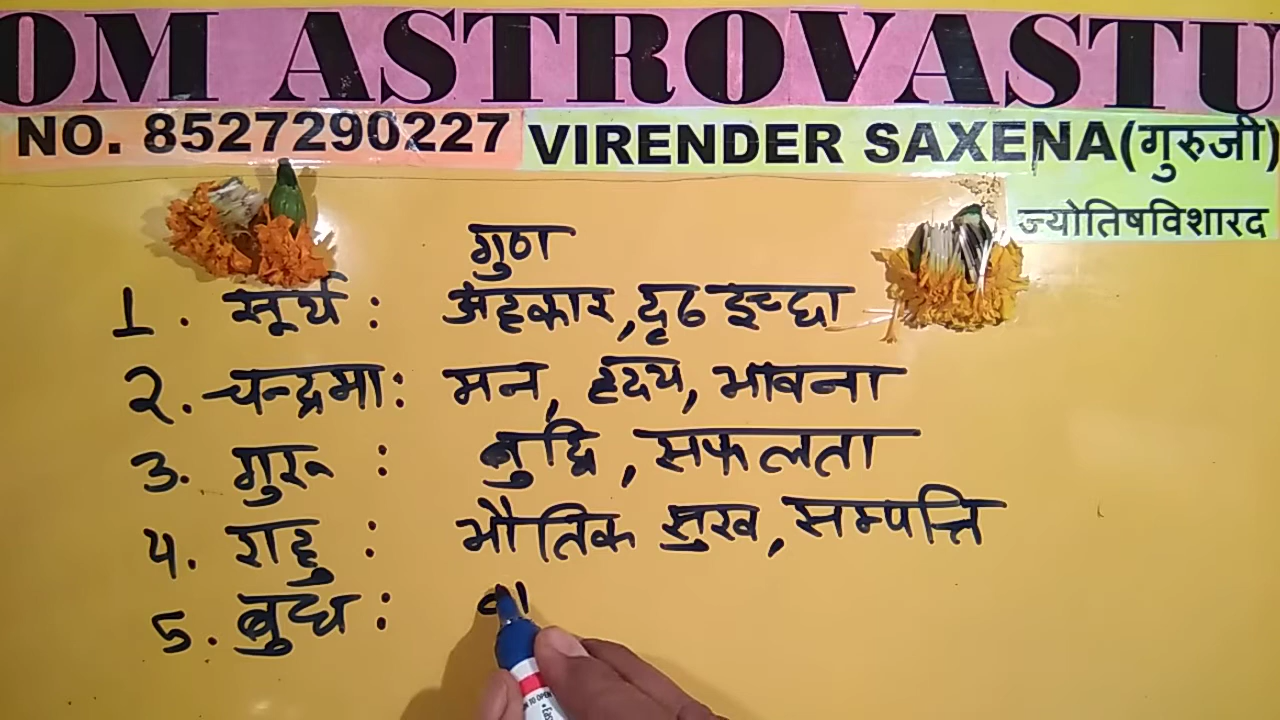 OM ASTROVASTU
NO. 8527290227 VIRENDER SAXENA(गुरुजी)
ज्योतिषविशारद
गुण
1. सूर्य : अहंकार, दृढ इच्छा
2. चन्द्रमा : मन, हृदय, भावना
3. गुरू : बुद्धि, सफलता
4. राहु : भौतिक सुख, सम्पत्ति
5. बुध :